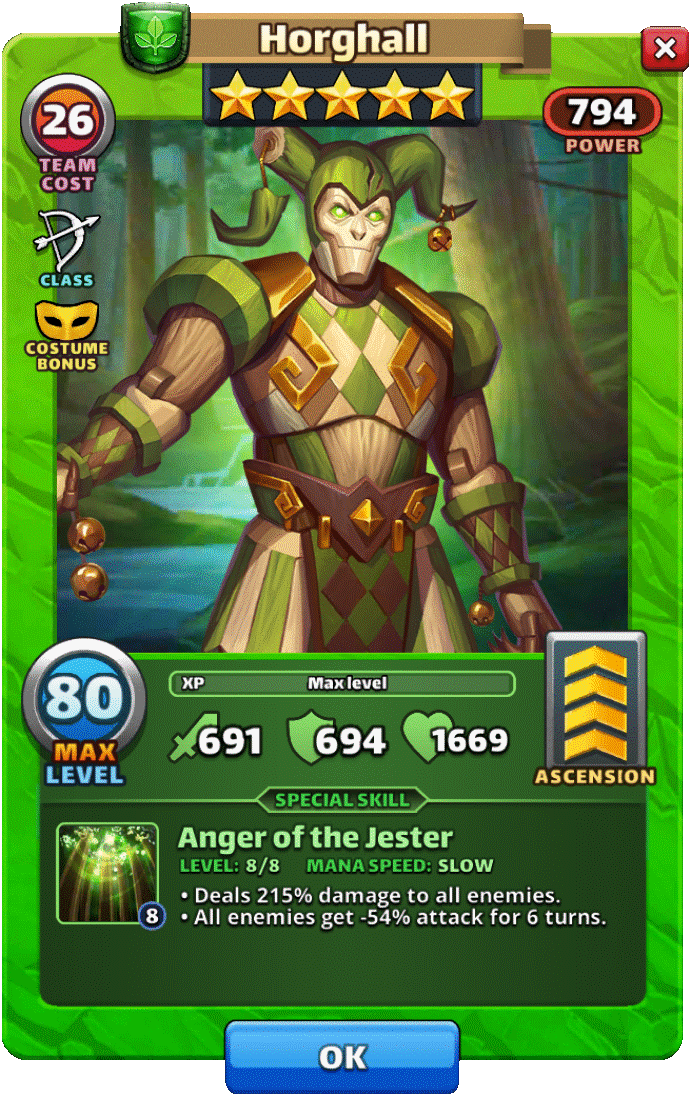 Horghall
26
TEAM
COST
794
POWER
CLASS
COSTUME
BONUS
80
MAX
LEVEL
XP Max level
691 694 1669
ASCENSION
SPECIAL SKILL
Anger of the Jester
LEVEL: 8/8 MANA SPEED: SLOW
8
• Deals 215% damage to all enemies.
• All enemies get -54% attack for 6 turns.
OK